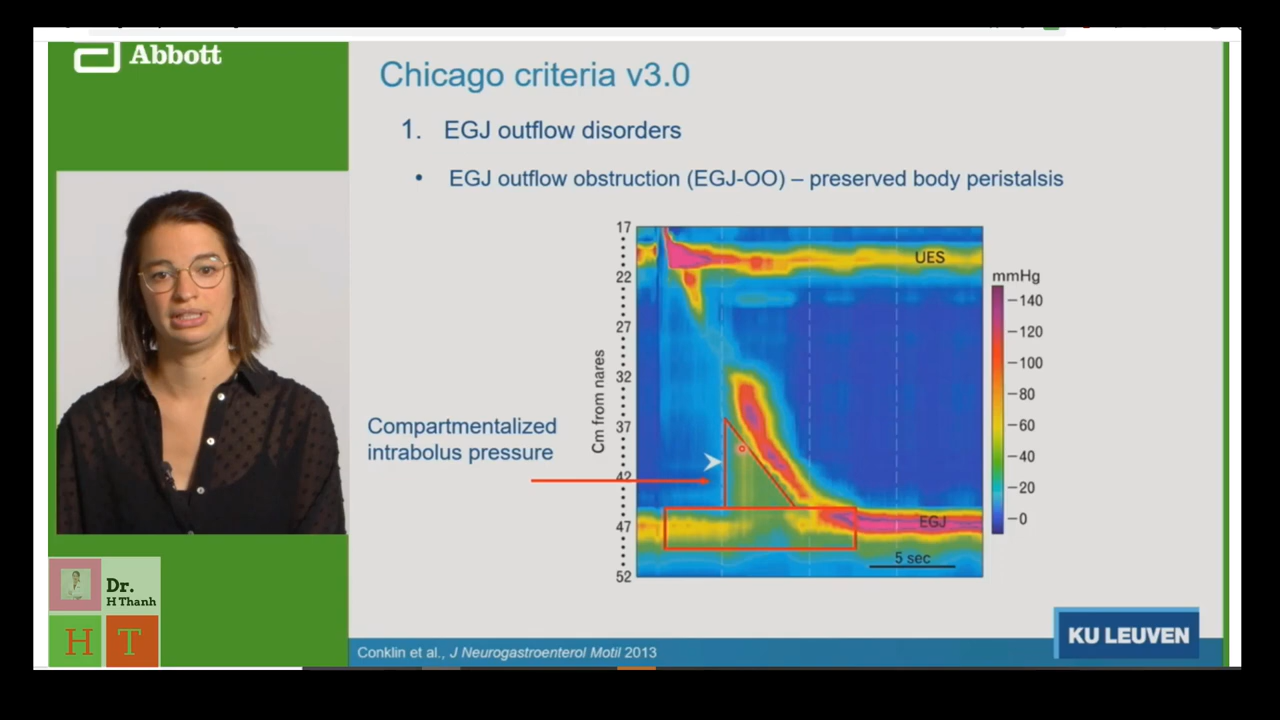 Abbott
Chicago criteria v3.0
1. EGJ outflow disorders
• EGJ outflow obstruction (EGJ-OO) – preserved body peristalsis
Compartmentalized
intrabolus pressure
Cm from nares
17
22
27
32
37
42
47
52
UES
EGJ
5 sec
mmHg
140
120
100
80
60
40
20
0
Dr.
H Thanh
H T
Conklin et al., J Neurogastroenterol Motil 2013
KU LEUVEN